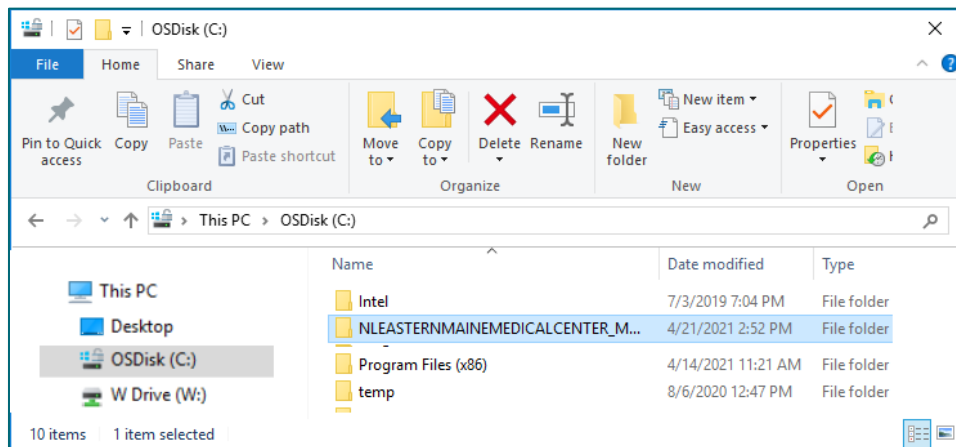 OSDisk (C:)
File Home Share View
Pin to Quick access
Copy
Paste
Cut
Copy path
Paste shortcut
Clipboard
Move to
Copy to
Delete
Rename
Organize
New folder
New item
Easy access
New
Properties
Open
This PC > OSDisk (C:)
Name Date modified Type
This PC
Desktop
OSDisk (C:)
W Drive (W:)
Intel 7/3/2019 7:04 PM File folder
NLEASTERNMAINEMEDICALCENTER_M... 4/21/2021 2:52 PM File folder
Program Files (x86) 4/14/2021 11:21 AM File folder
temp 8/6/2020 12:47 PM File folder
10 items 1 item selected